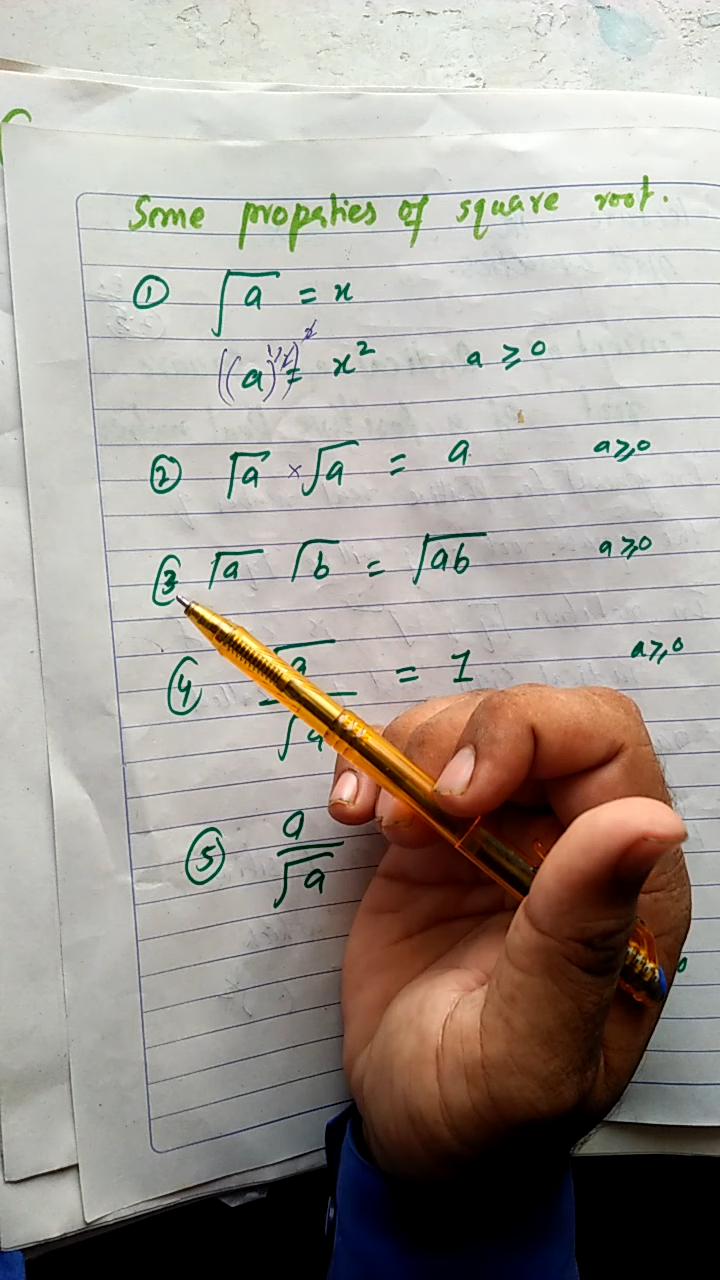 Some propaties of square root.
① √a = x
((a)^1/2)^2 = x² a ≥ 0
② √a × √a = a a ≥ 0
③ √a √b = √ab a ≥ 0
④ √a / √a = 1 a ≥ 0
⑤ a / √a